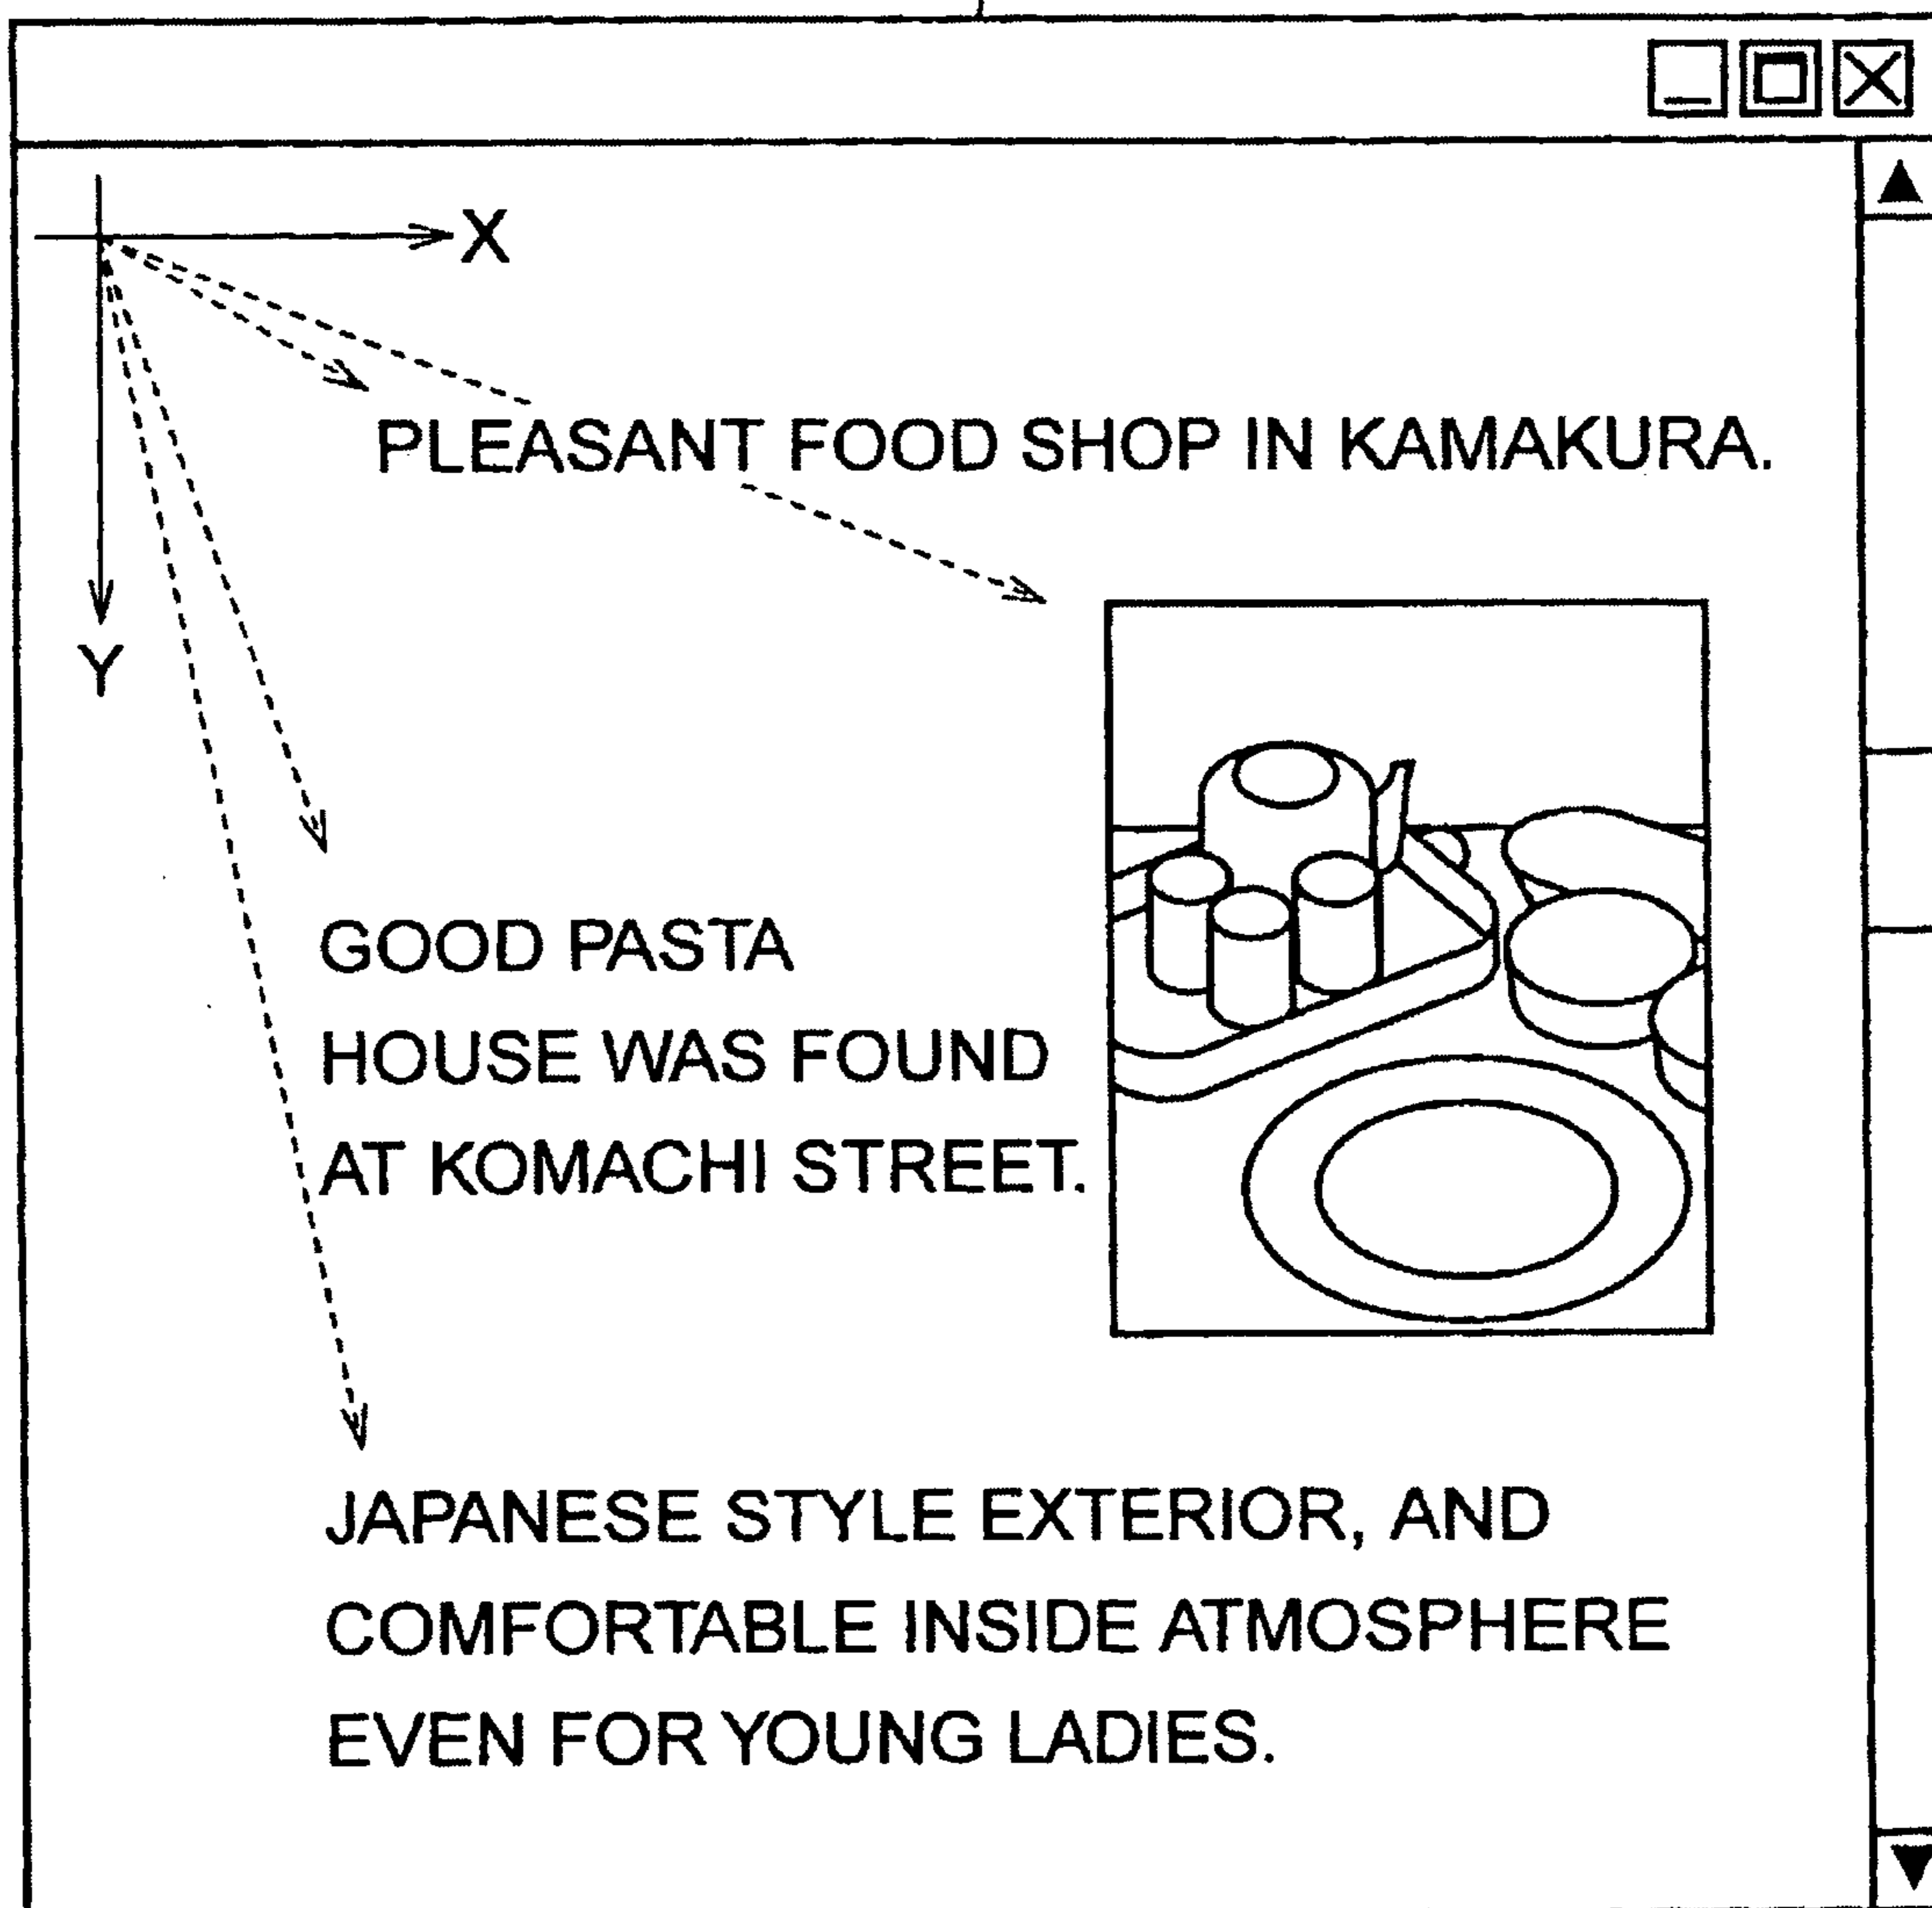 X
PLEASANT FOOD SHOP IN KAMAKURA.
Y
GOOD PASTA
HOUSE WAS FOUND
AT KOMACHI STREET.
JAPANESE STYLE EXTERIOR, AND
COMFORTABLE INSIDE ATMOSPHERE
EVEN FOR YOUNG LADIES.